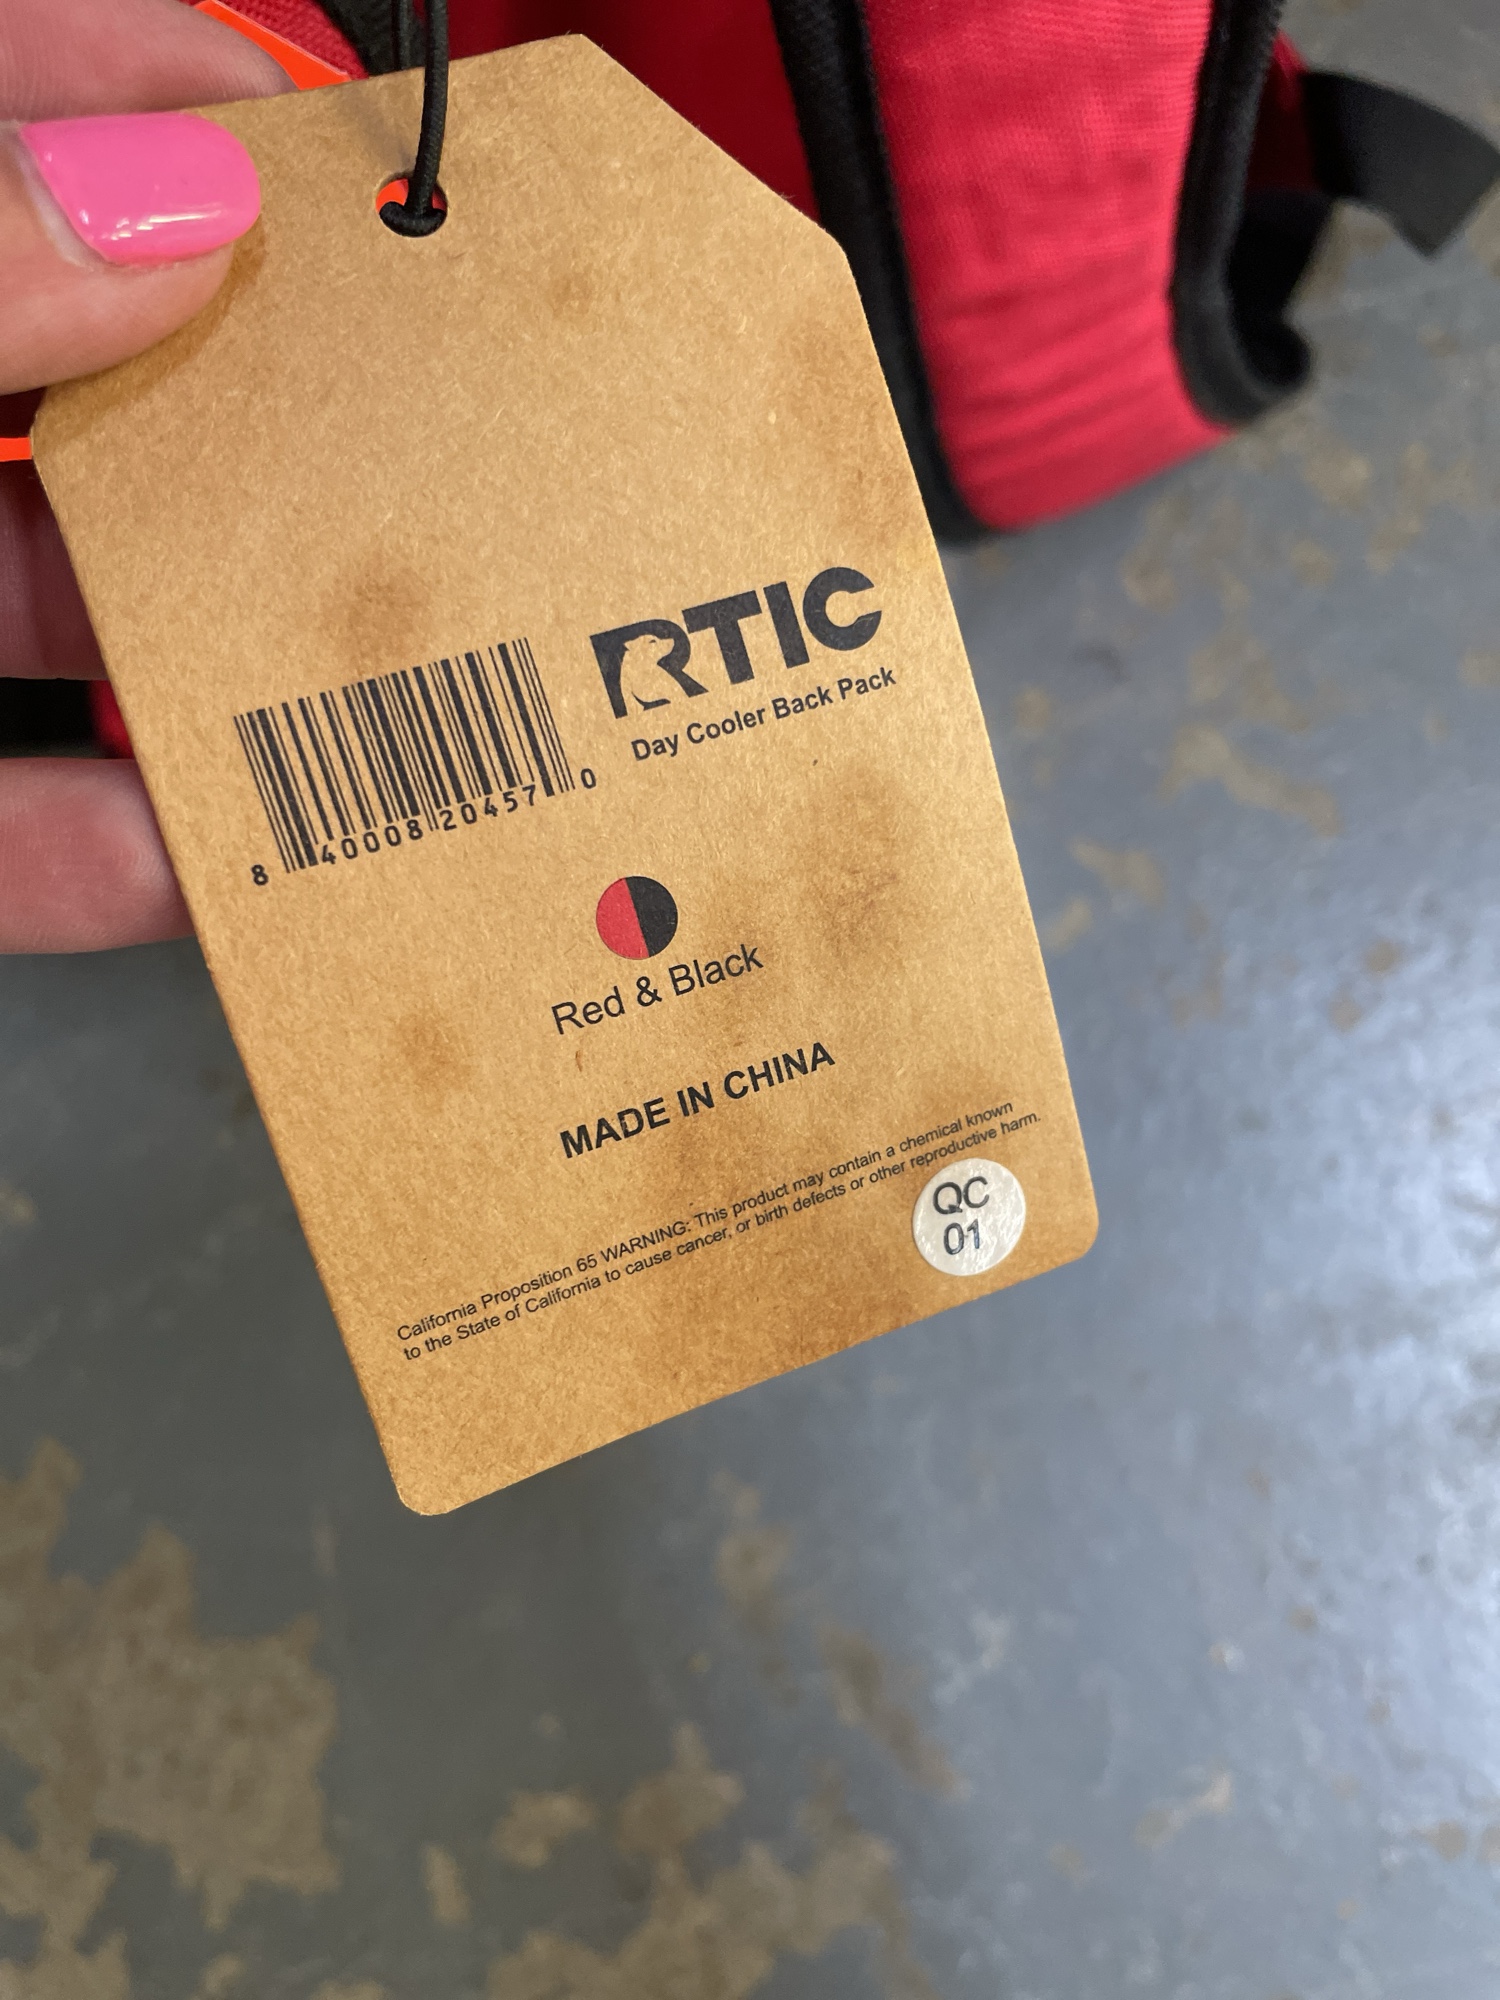 RTIC
Day Cooler Back Pack
8 40008 20457 0
Red & Black
MADE IN CHINA
California Proposition 65 WARNING: This product may contain a chemical known
to the State of California to cause cancer, or birth defects or other reproductive harm.
QC
01